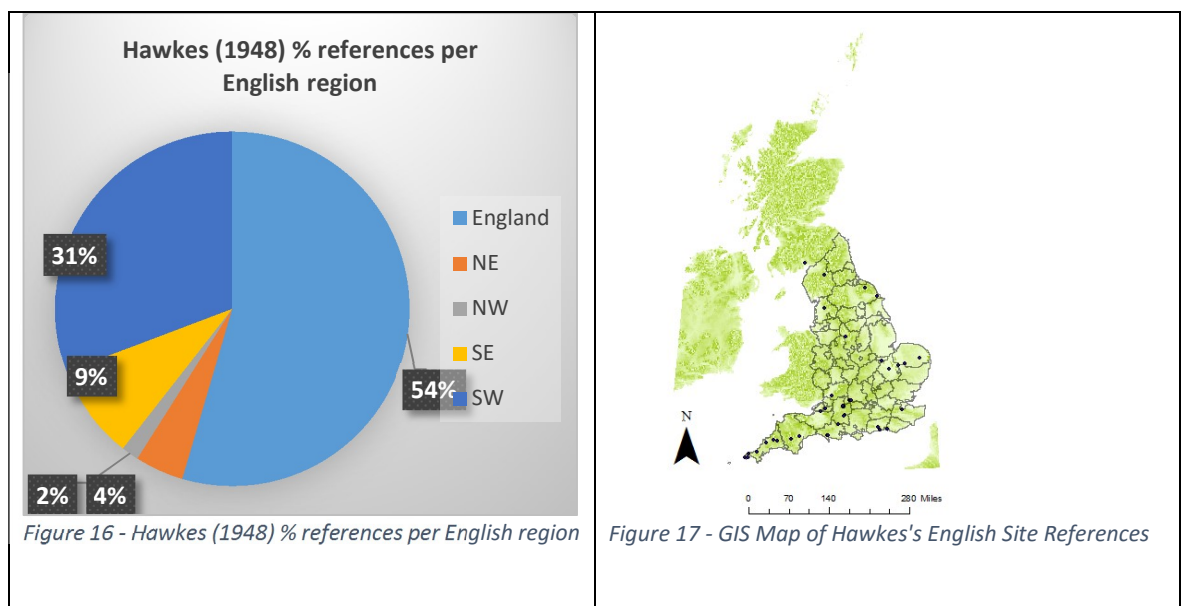 Hawkes (1948) % references per
English region
England
NE
NW
SE
SW
31%
9%
54%
2%
4%
Figure 16 - Hawkes (1948) % references per English region
N
0 70 140 280 Miles
Figure 17 - GIS Map of Hawkes's English Site References